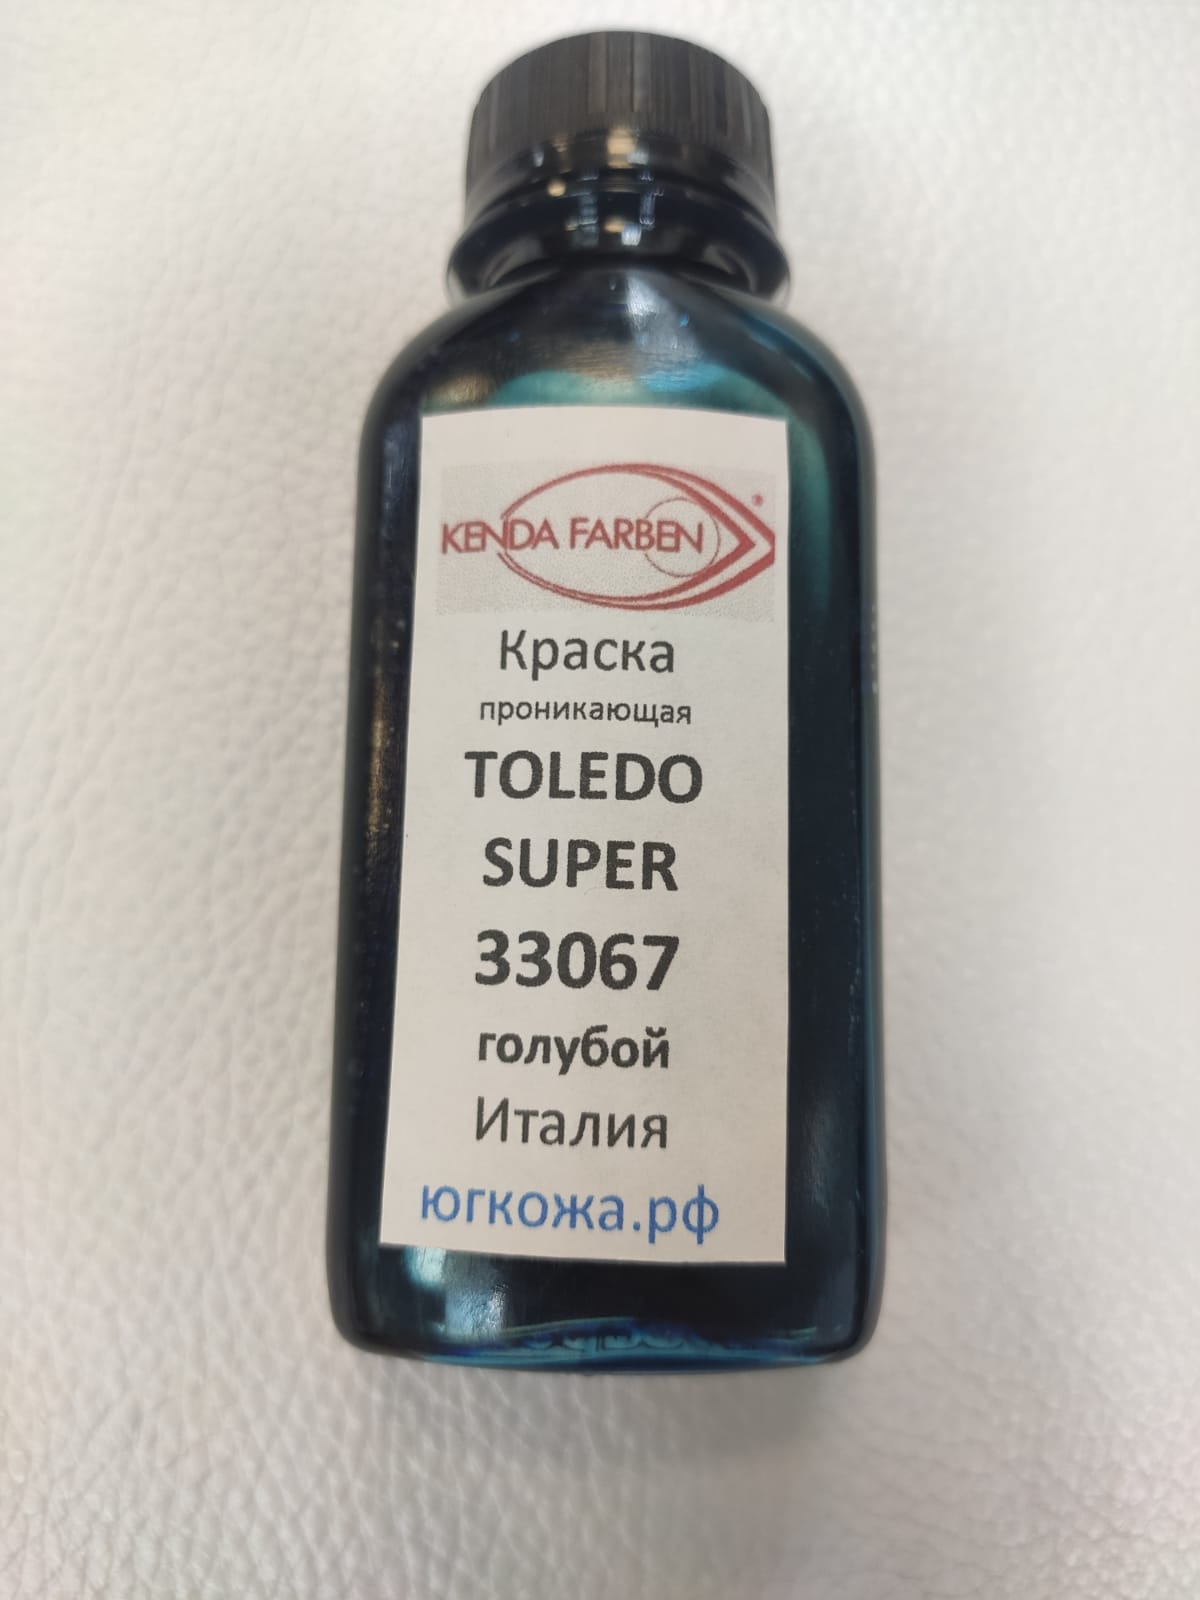 KENDA FARBEN®
Краска
проникающая
TOLEDO
SUPER
33067
голубой
Италия
югкожа.рф